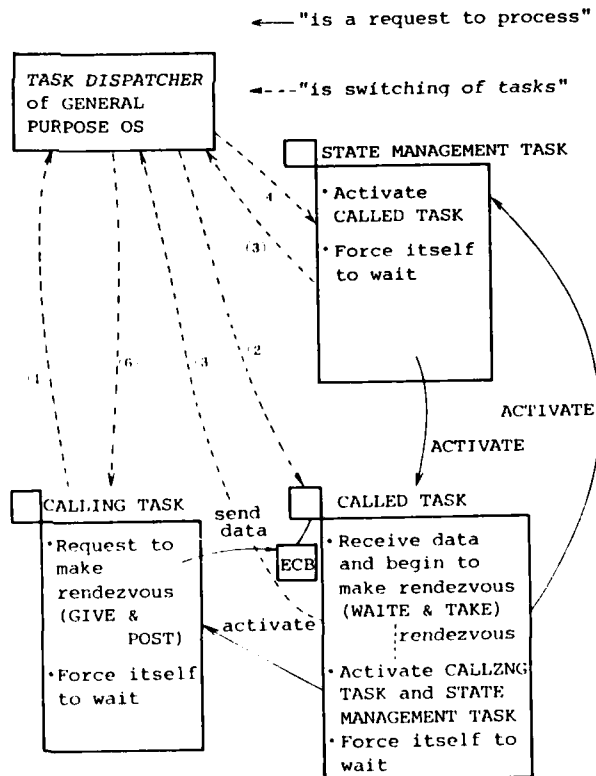 "is a request to process"
TASK DISPATCHER
of GENERAL
PURPOSE OS
"is switching of tasks"
STATE MANAGEMENT TASK
·Activate
CALLED TASK
·Force itself
to wait
4
(3)
(1
(6)
(3
(2
ACTIVATE
ACTIVATE
CALLING TASK
·Request to
make
rendezvous
(GIVE &
POST)
·Force itself
to wait
send
data
ECB
activate
CALLED TASK
·Receive data
and begin to
make rendezvous
(WAITE & TAKE)
rendezvous
·Activate CALLZNG
TASK and STATE
MANAGEMENT TASK
·Force itself to
wait